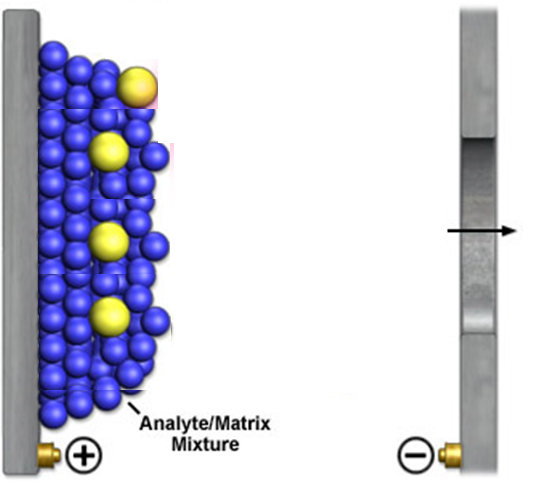 Analyte/Matrix
Mixture
+
−